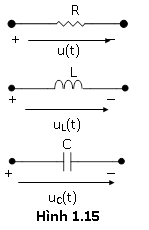 R
+ −
u(t)
L
+ −
uL(t)
C
+ −
uC(t)
Hình 1.15